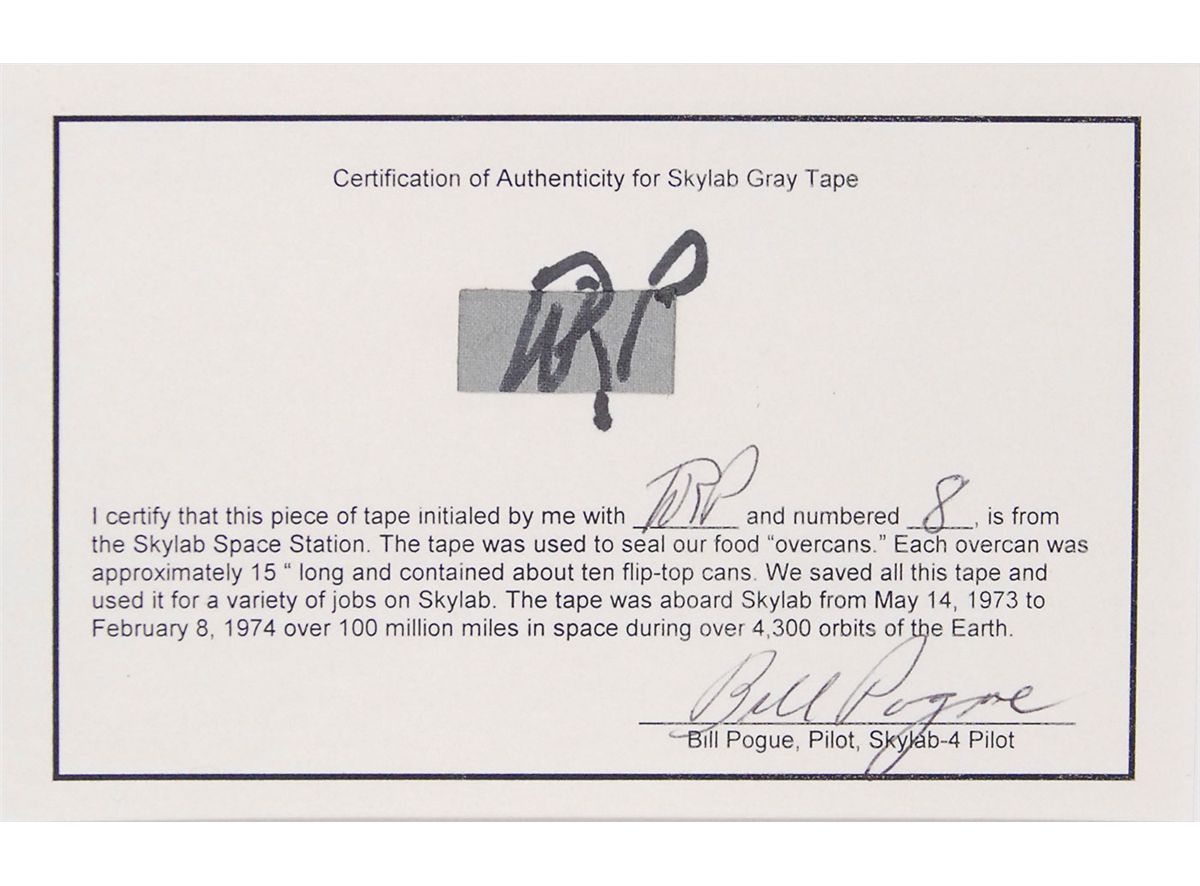 Certification of Authenticity for Skylab Gray Tape
WRP
I certify that this piece of tape initialed by me with WRP and numbered 8, is from
the Skylab Space Station. The tape was used to seal our food “overcans.” Each overcan was
approximately 15 “ long and contained about ten flip-top cans. We saved all this tape and
used it for a variety of jobs on Skylab. The tape was aboard Skylab from May 14, 1973 to
February 8, 1974 over 100 million miles in space during over 4,300 orbits of the Earth.
Bill Pogue
Bill Pogue, Pilot, Skylab-4 Pilot